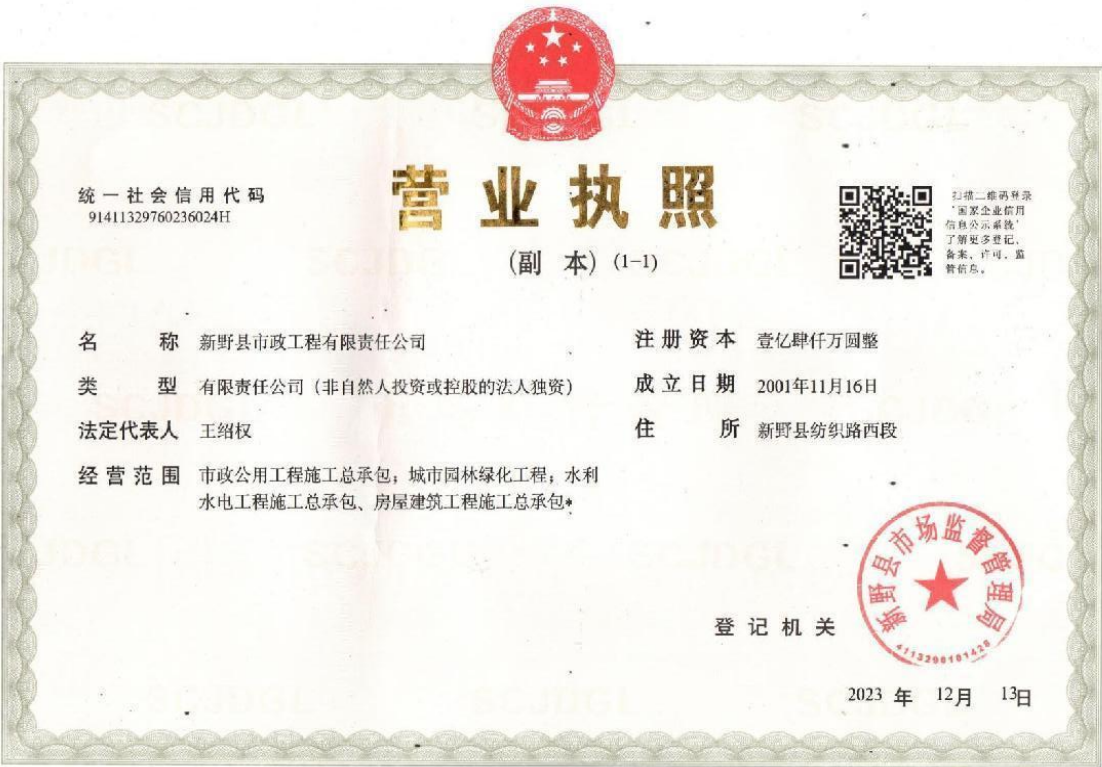 营业执照
(副 本) (1-1)
统一社会信用代码
91411329760236024H
扫描二维码登录
'国家企业信用
信息公示系统'
了解更多登记、
备案、许可、监
管信息。
名 称 新野县市政工程有限责任公司
类 型 有限责任公司(非自然人投资或控股的法人独资)
法定代表人 王绍权
经营范围 市政公用工程施工总承包;城市园林绿化工程;水利
水电工程施工总承包、房屋建筑工程施工总承包*
注册资本 壹亿肆仟万圆整
成立日期 2001年11月16日
住 所 新野县纺织路西段
登记机关
新野县市场监督管理局
2023 年 12月 13日